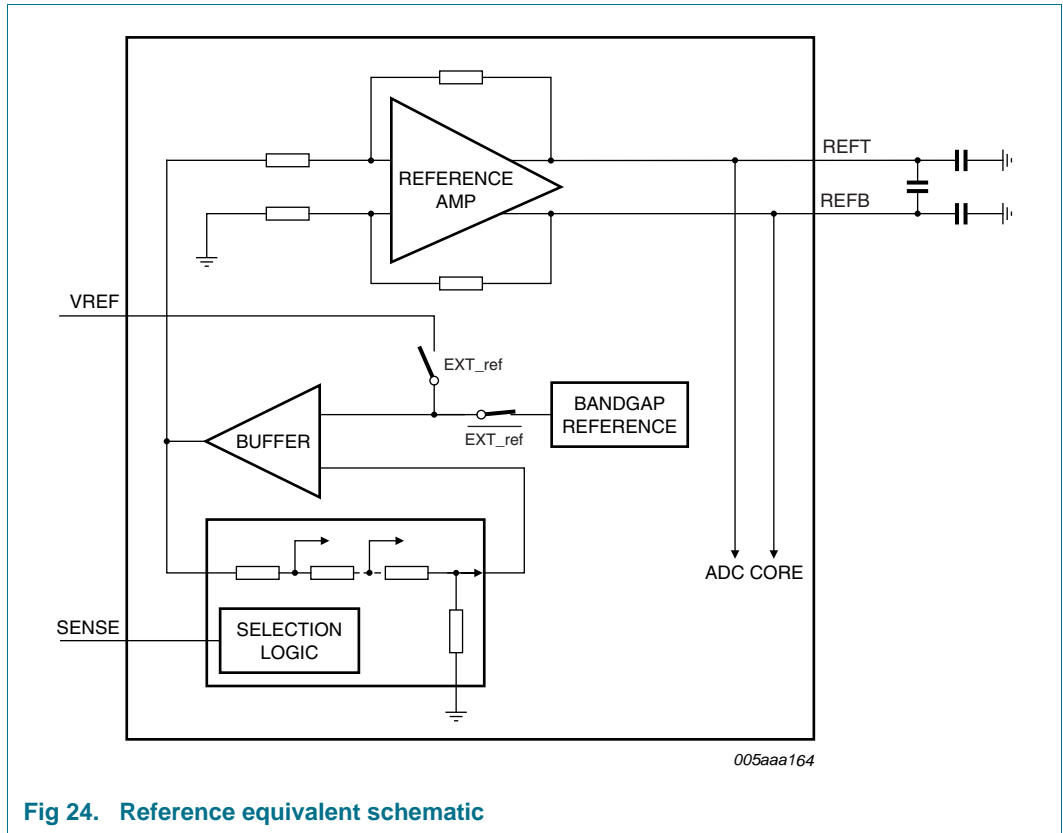 REFERENCE
AMP
REFT
REFB
VREF
EXT_ref
BUFFER
EXT_ref
BANDGAP
REFERENCE
ADC CORE
SENSE
SELECTION
LOGIC
005aaa164
Fig 24. Reference equivalent schematic